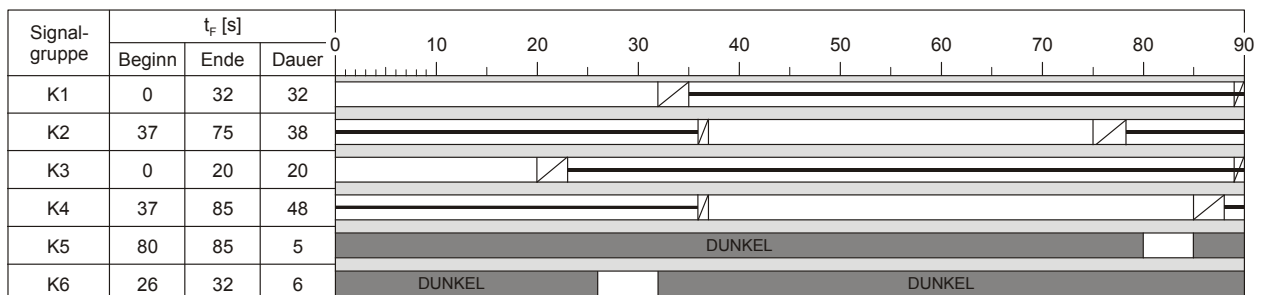 Signal-
gruppe
tF [s]
Beginn Ende Dauer
0 10 20 30 40 50 60 70 80 90
K1 0 32 32
K2 37 75 38
K3 0 20 20
K4 37 85 48
K5 80 85 5 DUNKEL
K6 26 32 6 DUNKEL DUNKEL